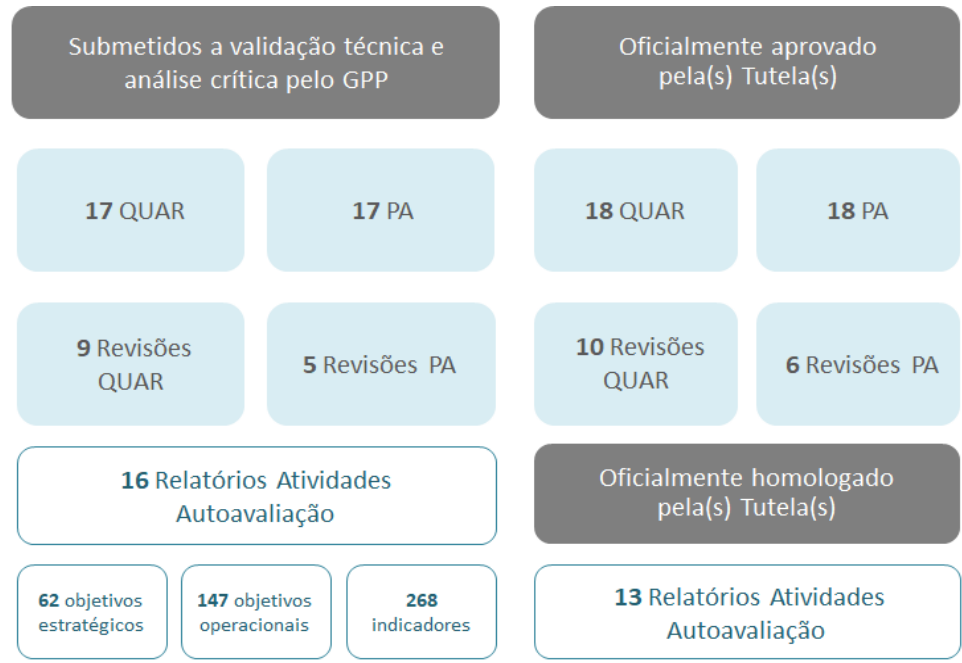 Submetidos a validação técnica e
análise crítica pelo GPP
17 QUAR
17 PA
9 Revisões
QUAR
5 Revisões PA
16 Relatórios Atividades
Autoavaliação
62 objetivos
estratégicos
147 objetivos
operacionais
268
indicadores
Oficialmente aprovado
pela(s) Tutela(s)
18 QUAR
18 PA
10 Revisões
QUAR
6 Revisões PA
Oficialmente homologado
pela(s) Tutela(s)
13 Relatórios Atividades
Autoavaliação